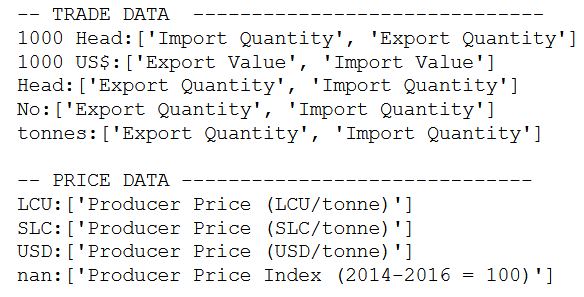 -- TRADE DATA ------------------------------
1000 Head:['Import Quantity', 'Export Quantity']
1000 US$:['Export Value', 'Import Value']
Head:['Export Quantity', 'Import Quantity']
No:['Export Quantity', 'Import Quantity']
tonnes:['Export Quantity', 'Import Quantity']
-- PRICE DATA ------------------------------
LCU:['Producer Price (LCU/tonne)']
SLC:['Producer Price (SLC/tonne)']
USD:['Producer Price (USD/tonne)']
nan:['Producer Price Index (2014-2016 = 100)']